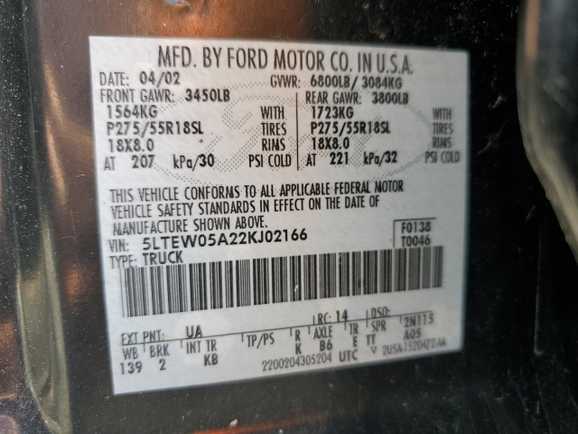 MFD. BY FORD MOTOR CO. IN U.S.A.
DATE: 04/02 GVWR: 6800LB/ 3084KG
FRONT GAWR: 3450LB REAR GAWR: 3800LB
1564KG WITH 1723KG WITH
P275/55R18SL TIRES P275/55R18SL TIRES
18X8.0 RIMS 18X8.0 RIMS
AT 207 kPa/30 PSI COLD AT 221 kPa/32 PSI COLD
THIS VEHICLE CONFORMS TO ALL APPLICABLE FEDERAL MOTOR
VEHICLE SAFETY STANDARDS IN EFFECT ON THE DATE OF
MANUFACTURE SHOWN ABOVE.
VIN: 5LTEW05A22KJ02166 F0138
TYPE: TRUCK T0046
EXT PNT: UA RC: 14 DSO: 2N113
WB BRK INT TR TP/PS R AXLE TR SPR A05
139 2 KB K B6 E TT
2200204305204 UTC V